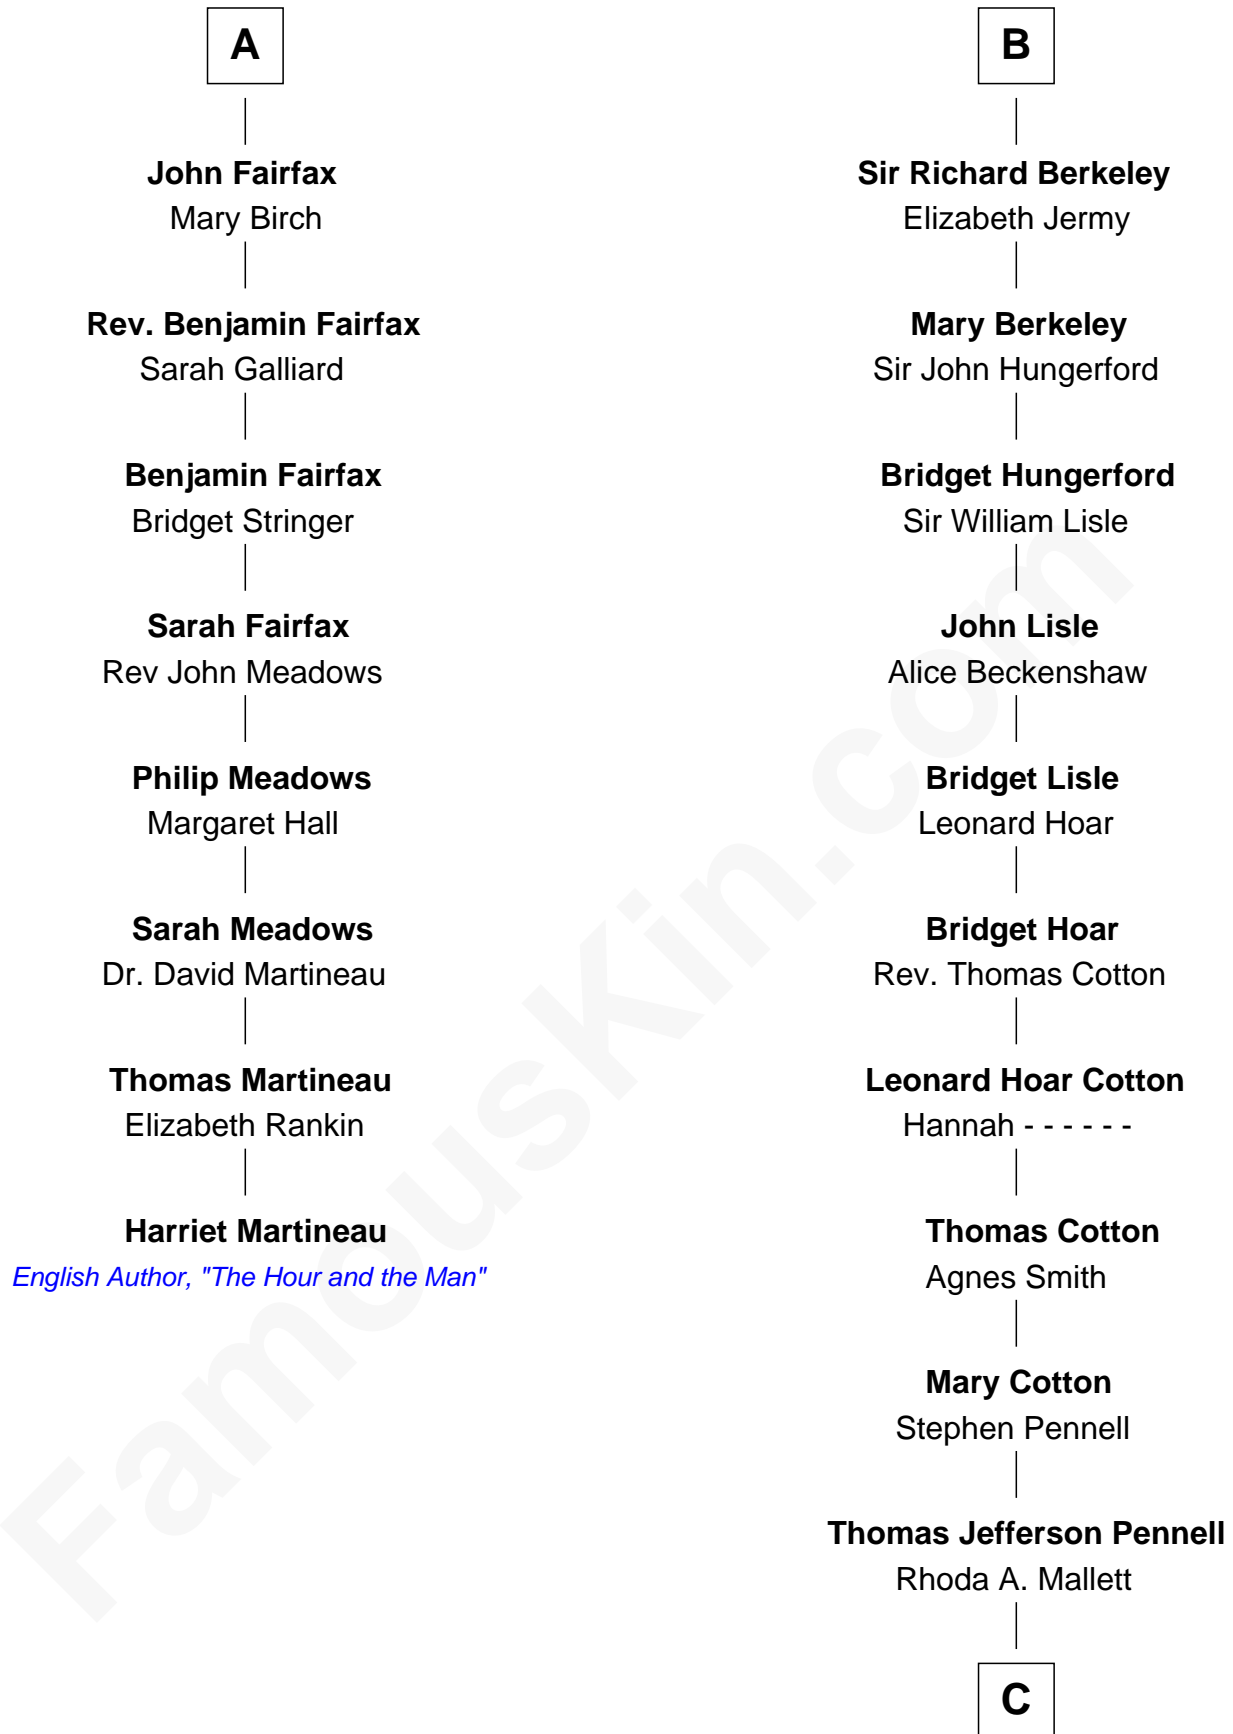 A
John Fairfax
Mary Birch
Rev. Benjamin Fairfax
Sarah Galliard
Benjamin Fairfax
Bridget Stringer
Sarah Fairfax
Rev John Meadows
Philip Meadows
Margaret Hall
Sarah Meadows
Dr. David Martineau
Thomas Martineau
Elizabeth Rankin
Harriet Martineau
English Author, "The Hour and the Man"
B
Sir Richard Berkeley
Elizabeth Jermy
Mary Berkeley
Sir John Hungerford
Bridget Hungerford
Sir William Lisle
John Lisle
Alice Beckenshaw
Bridget Lisle
Leonard Hoar
Bridget Hoar
Rev. Thomas Cotton
Leonard Hoar Cotton
Hannah - - - - - -
Thomas Cotton
Agnes Smith
Mary Cotton
Stephen Pennell
Thomas Jefferson Pennell
Rhoda A. Mallett
C
FamousKin.com